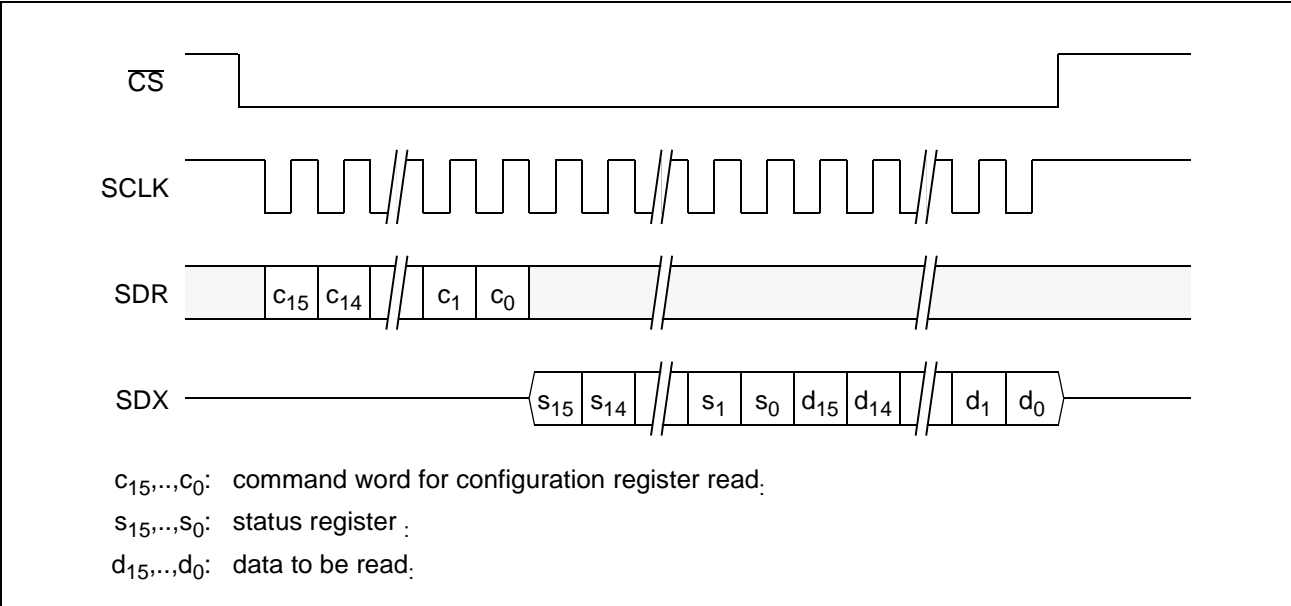 CS
SCLK
SDR c15 c14 c1 c0
SDX s15 s14 s1 s0 d15 d14 d1 d0
c15,..,c0: command word for configuration register read:
s15,..,s0: status register :
d15,..,d0: data to be read: